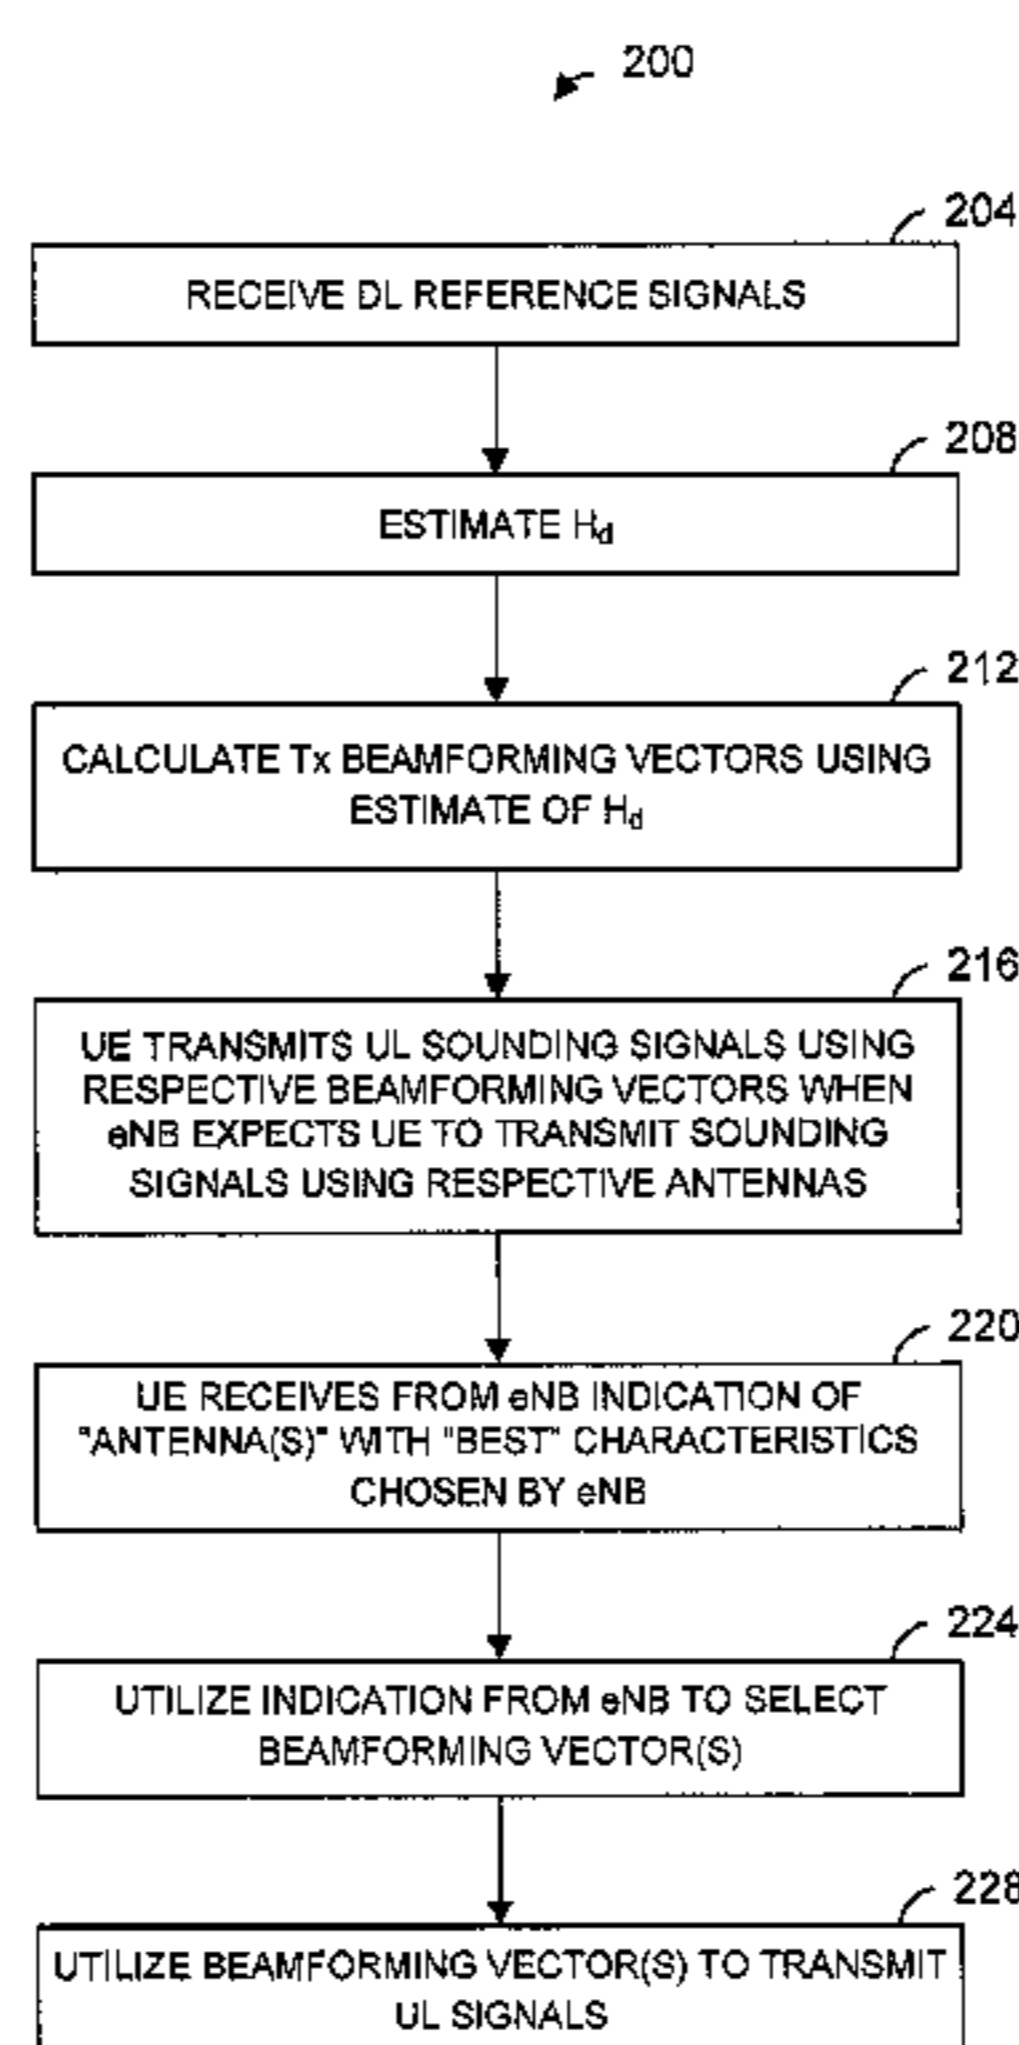 200
204
RECEIVE DL REFERENCE SIGNALS
208
ESTIMATE Hd
212
CALCULATE Tx BEAMFORMING VECTORS USING
ESTIMATE OF Hd
216
UE TRANSMITS UL SOUNDING SIGNALS USING
RESPECTIVE BEAMFORMING VECTORS WHEN
eNB EXPECTS UE TO TRANSMIT SOUNDING
SIGNALS USING RESPECTIVE ANTENNAS
220
UE RECEIVES FROM eNB INDICATION OF
"ANTENNA(S)" WITH "BEST" CHARACTERISTICS
CHOSEN BY eNB
224
UTILIZE INDICATION FROM eNB TO SELECT
BEAMFORMING VECTOR(S)
228
UTILIZE BEAMFORMING VECTOR(S) TO TRANSMIT
UL SIGNALS